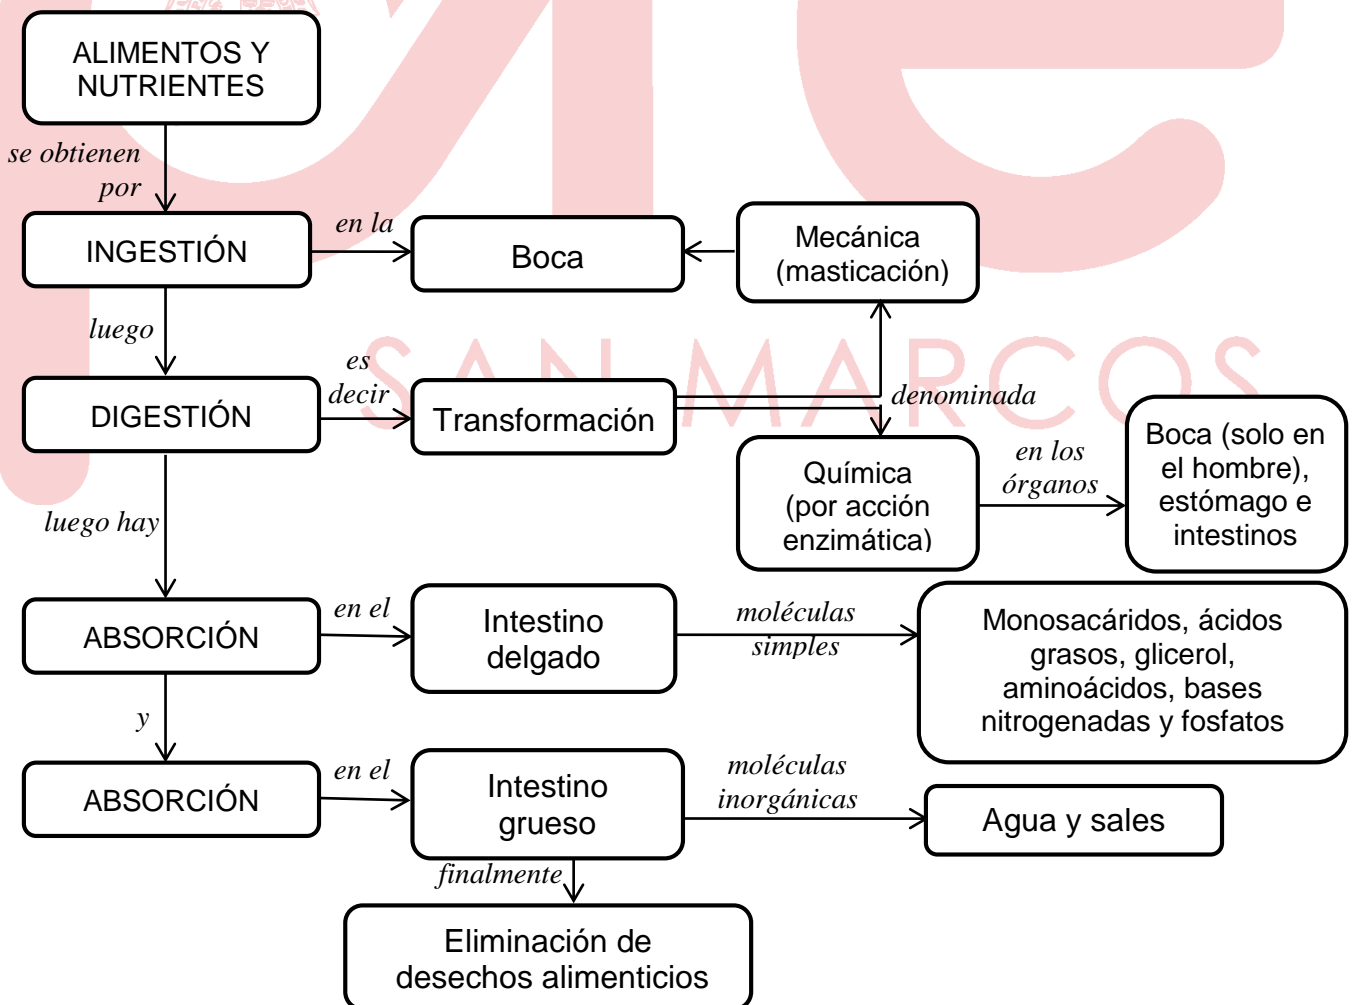 ALIMENTOS Y
NUTRIENTES
se obtienen
por
INGESTIÓN
en la
Boca
Mecánica
(masticación)
luego
DIGESTIÓN
es
decir
Transformación
denominada
Química
(por acción
enzimática)
en los
órganos
Boca (solo en
el hombre),
estómago e
intestinos
luego hay
ABSORCIÓN
en el
Intestino
delgado
moléculas
simples
Monosacáridos, ácidos
grasos, glicerol,
aminoácidos, bases
nitrogenadas y fosfatos
y
ABSORCIÓN
en el
Intestino
grueso
moléculas
inorgánicas
Agua y sales
finalmente
Eliminación de
desechos alimenticios
SAN MARCOS